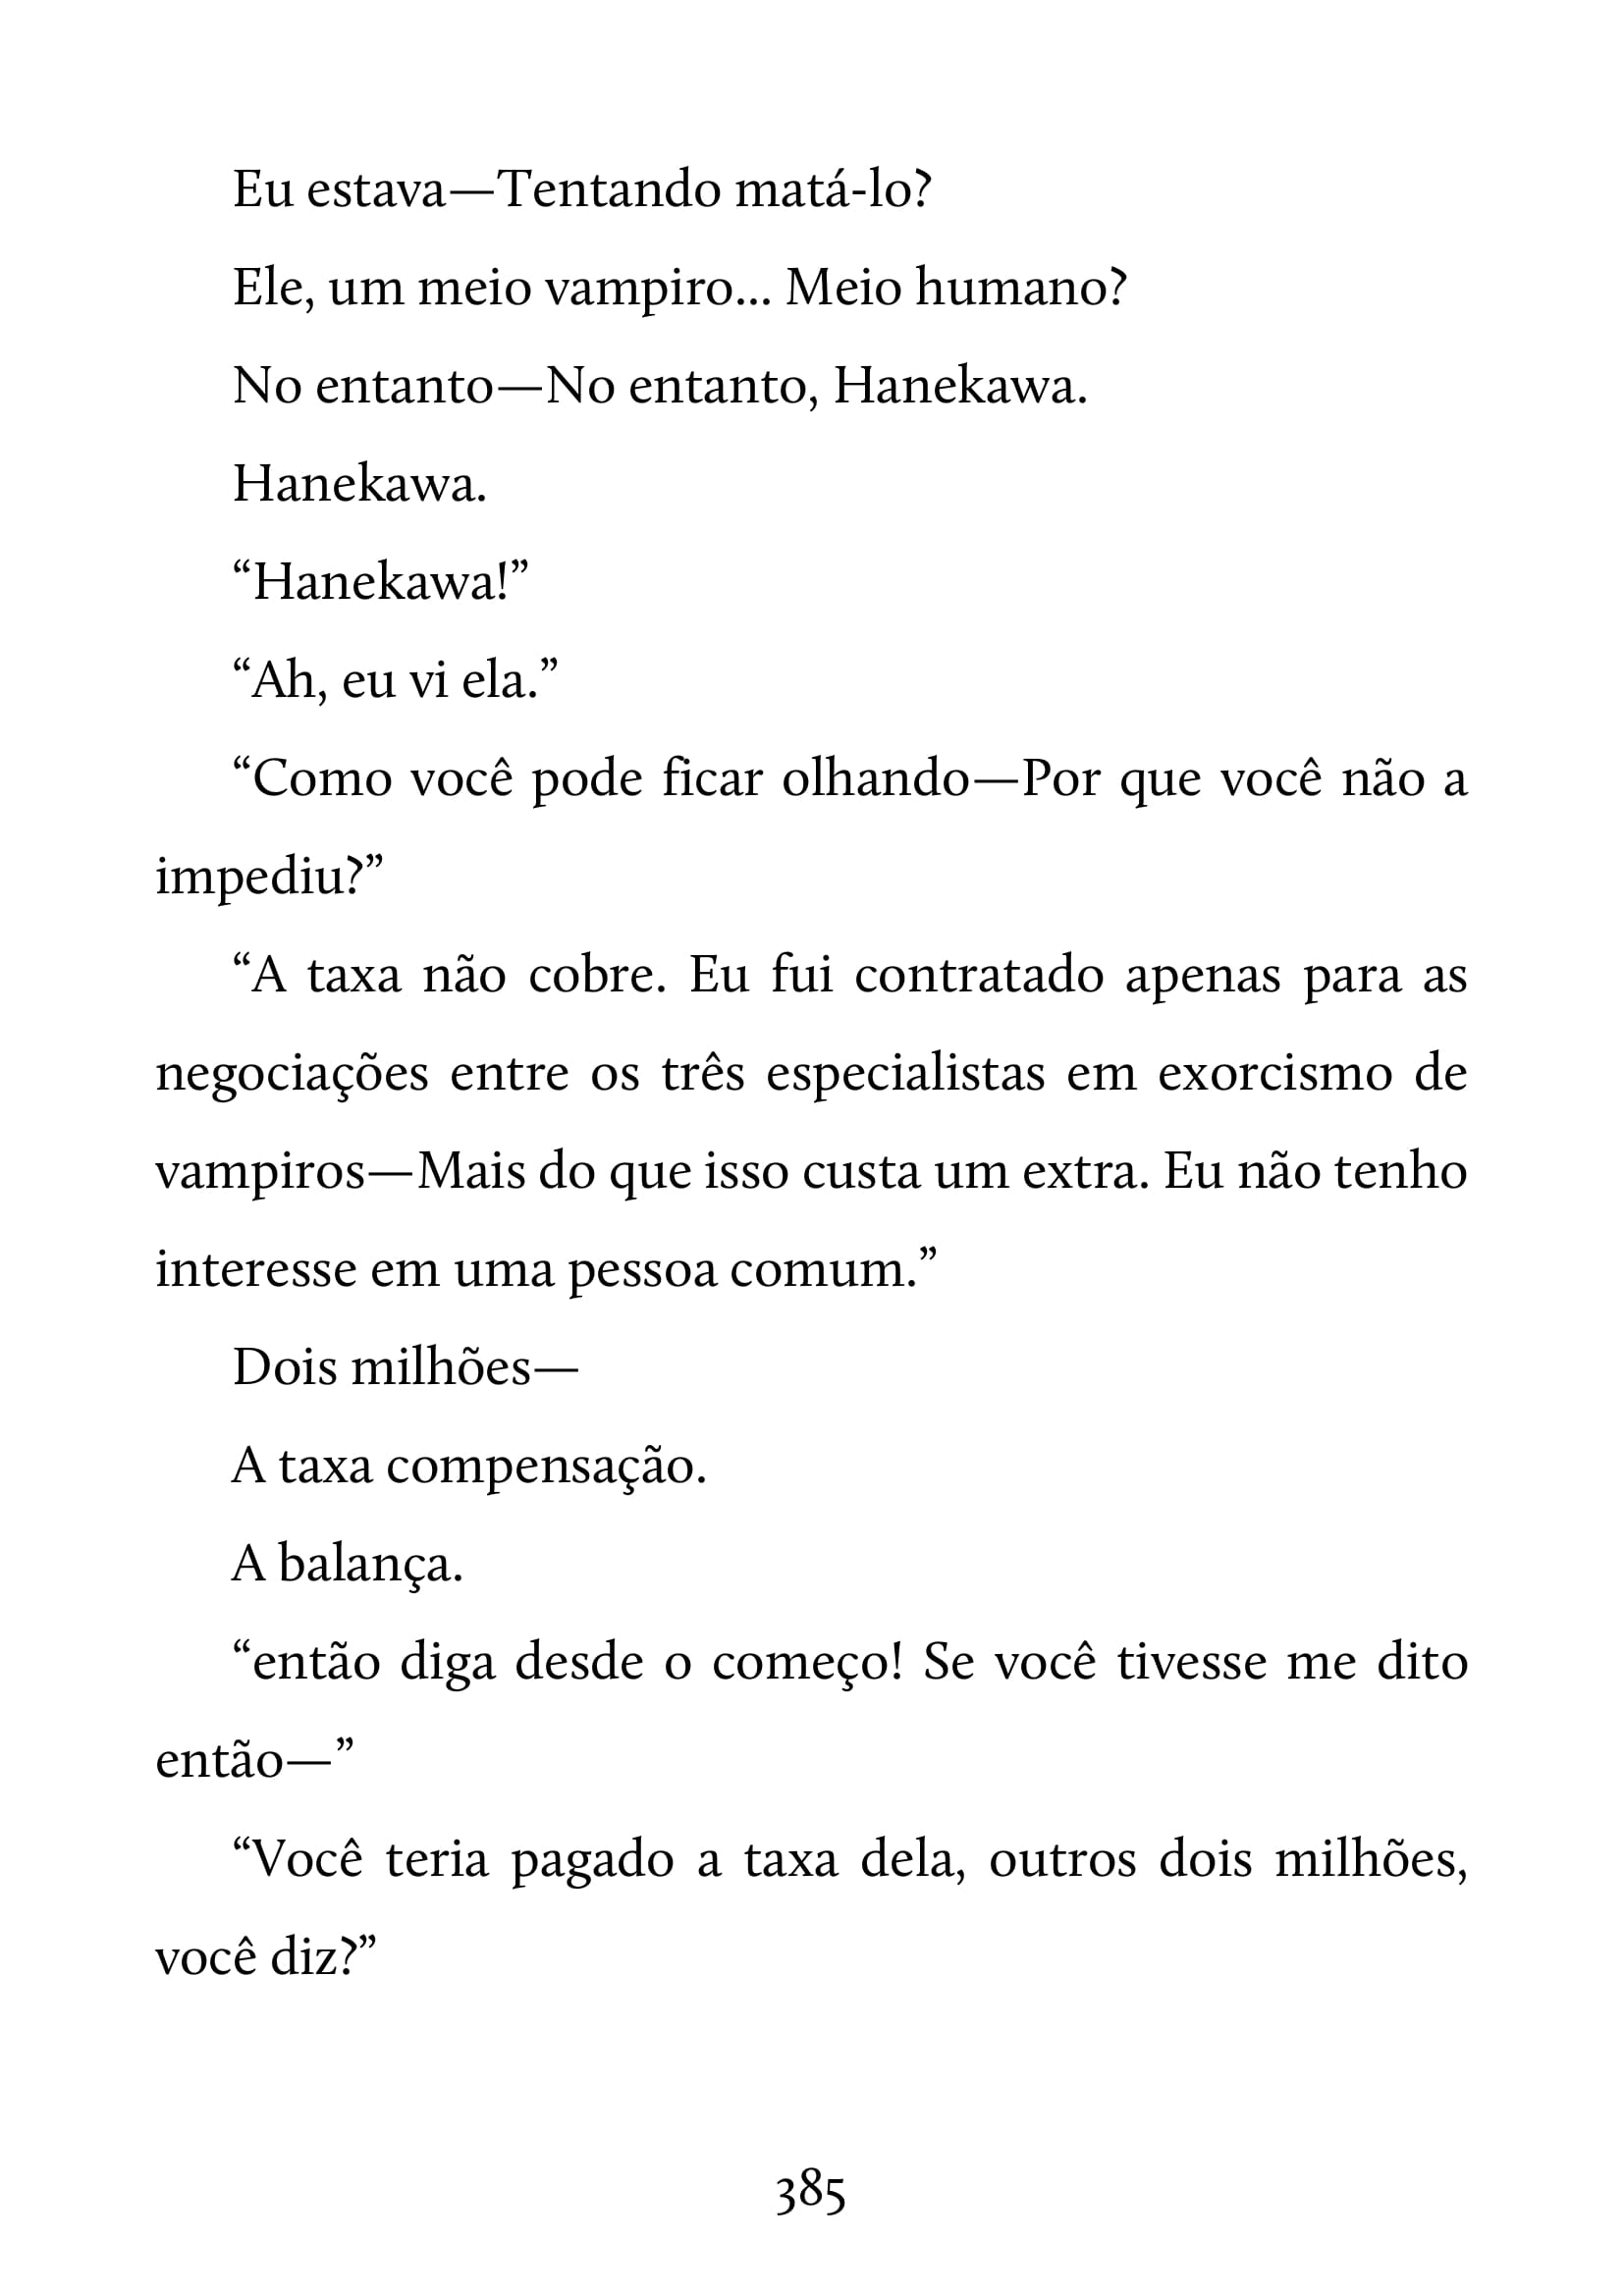 Eu estava—Tentando matá-lo?
Ele, um meio vampiro... Meio humano?
No entanto—No entanto, Hanekawa.
Hanekawa.
“Hanekawa!”
“Ah, eu vi ela.”
“Como você pode ficar olhando—Por que você não a
impediu?”
“A taxa não cobre. Eu fui contratado apenas para as
negociações entre os três especialistas em exorcismo de
vampiros—Mais do que isso custa um extra. Eu não tenho
interesse em uma pessoa comum.”
Dois milhões—
A taxa compensação.
A balança.
“então diga desde o começo! Se você tivesse me dito
então—”
“Você teria pagado a taxa dela, outros dois milhões,
você diz?”
385